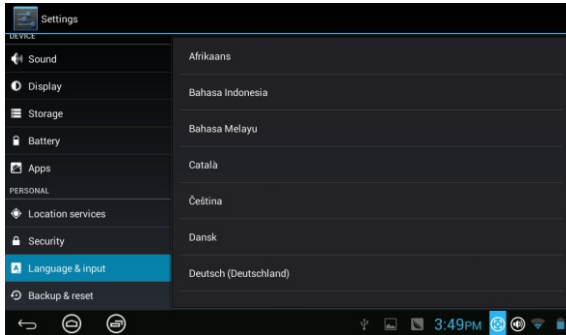 Settings
DEVICE
Sound
Display
Storage
Battery
Apps
PERSONAL
Location services
Security
Language & input
Backup & reset
Afrikaans
Bahasa Indonesia
Bahasa Melayu
Català
Čeština
Dansk
Deutsch (Deutschland)
3:49PM